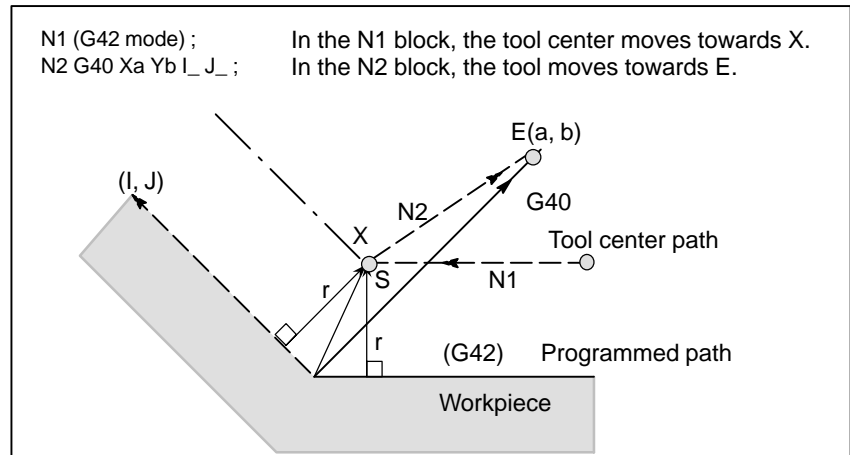 N1 (G42 mode) ; In the N1 block, the tool center moves towards X.
N2 G40 Xa Yb I_ J_ ; In the N2 block, the tool moves towards E.
E(a, b)
(I, J)
N2
G40
X
Tool center path
S
N1
r
r
(G42) Programmed path
Workpiece